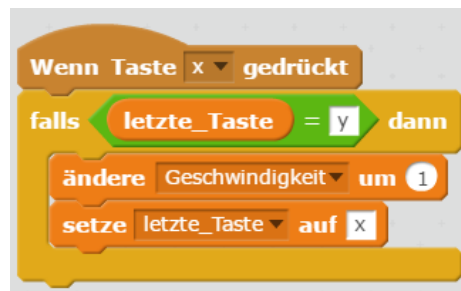 Wenn Taste x gedrückt
falls letzte_Taste = y dann
ändere Geschwindigkeit um 1
setze letzte_Taste auf x